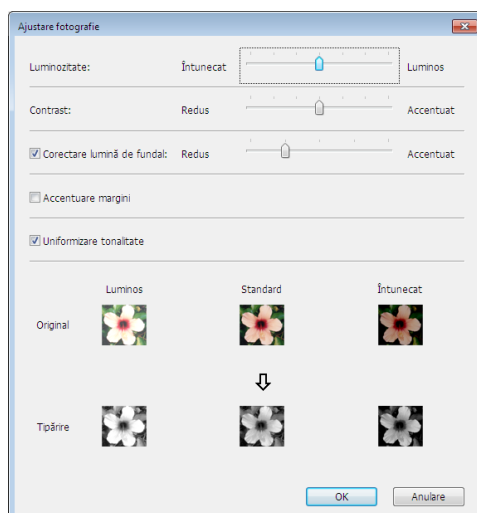 Ajustare fotografie
Luminozitate: Întunecat Luminos
Contrast: Redus Accentuat
Corectare lumină de fundal: Redus Accentuat
Accentuare margini
Uniformizare tonalitate
Luminos Standard Întunecat
Original
Tipărire
OK Anulare